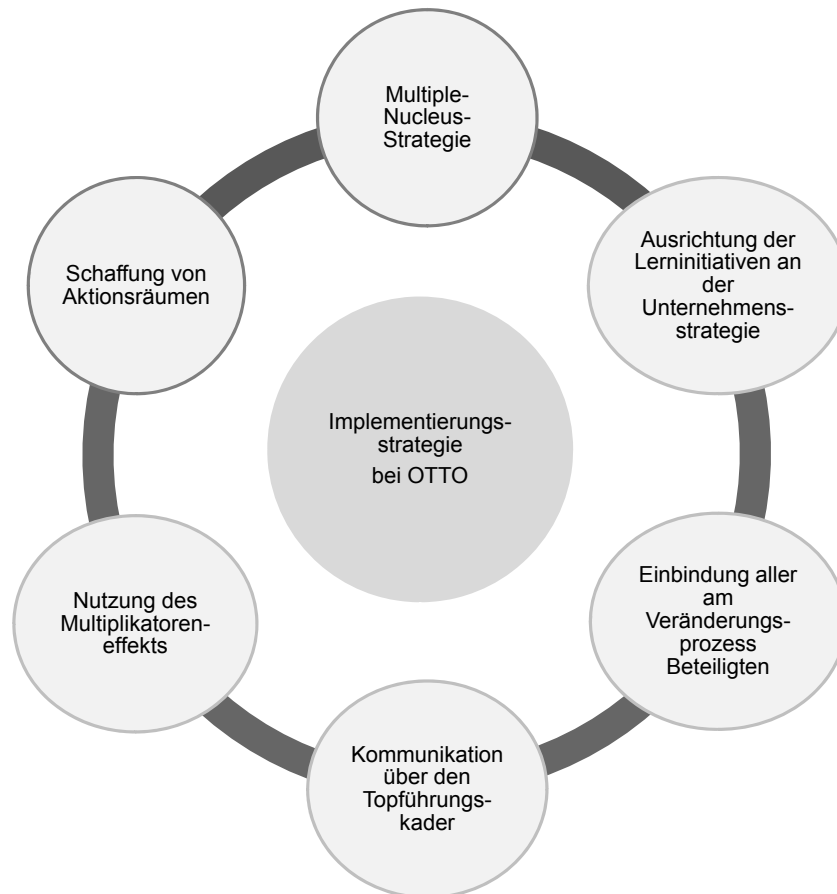 Multiple-
Nucleus-
Strategie
Ausrichtung der
Lerninitiativen an
der
Unternehmens-
strategie
Einbindung aller
am
Veränderungs-
prozess
Beteiligten
Kommunikation
über den
Topführungs-
kader
Nutzung des
Multiplikatoren-
effekts
Schaffung von
Aktionsräumen
Implementierungs-
strategie
bei OTTO